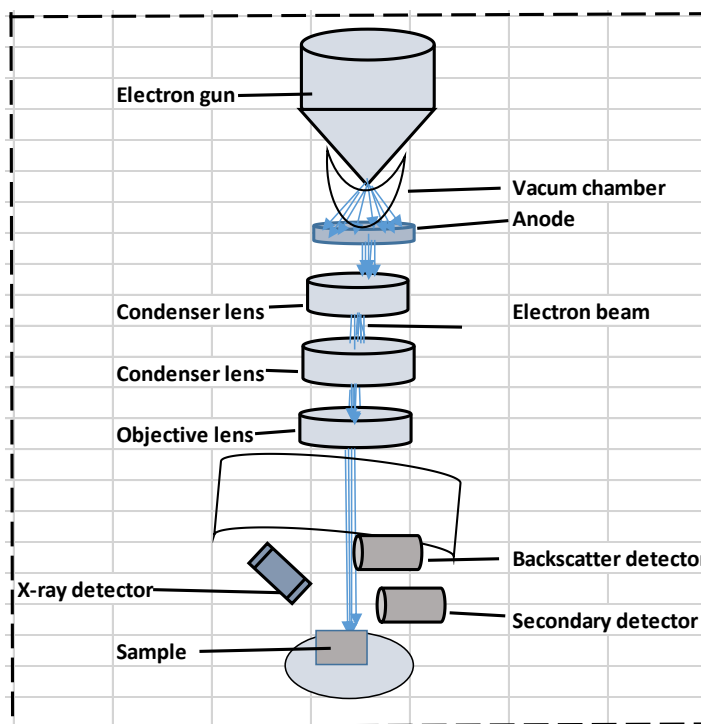 Electron gun
Vacum chamber
Anode
Condenser lens
Electron beam
Condenser lens
Objective lens
Backscatter detector
X-ray detector
Secondary detector
Sample